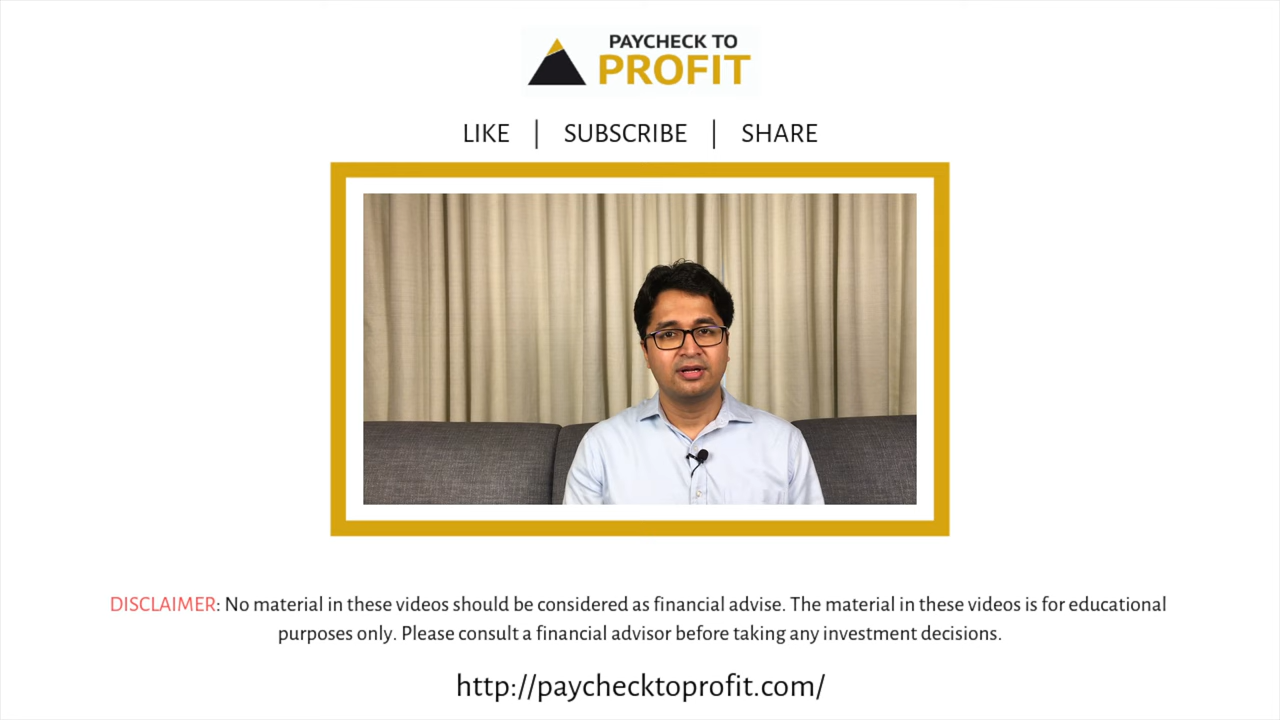 PAYCHECK TO
PROFIT
LIKE | SUBSCRIBE | SHARE
DISCLAIMER: No material in these videos should be considered as financial advise. The material in these videos is for educational
purposes only. Please consult a financial advisor before taking any investment decisions.
http://paychecktoprofit.com/